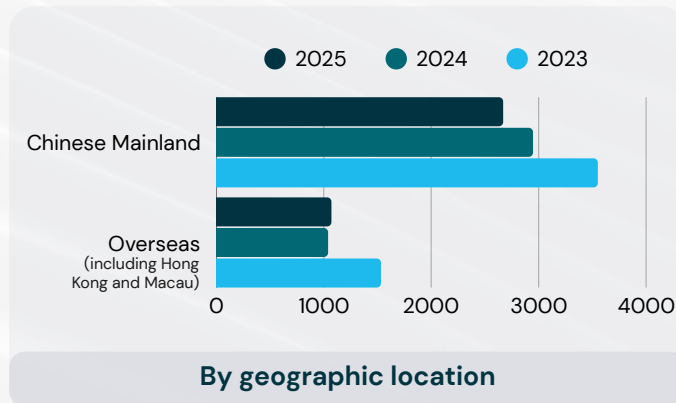 2025 2024 2023
Chinese Mainland
Overseas
(including Hong
Kong and Macau)
0 1000 2000 3000 4000
By geographic location